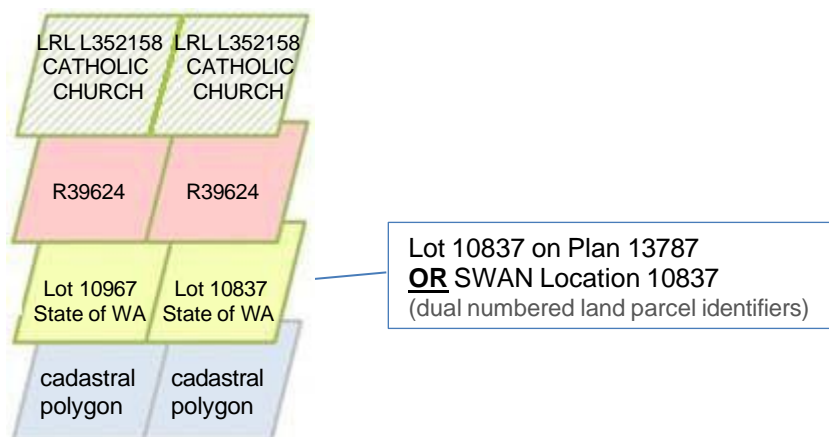 LRL L352158
CATHOLIC
CHURCH
LRL L352158
CATHOLIC
CHURCH
R39624
R39624
Lot 10967
State of WA
Lot 10837
State of WA
cadastral
polygon
cadastral
polygon
Lot 10837 on Plan 13787
OR SWAN Location 10837
(dual numbered land parcel identifiers)